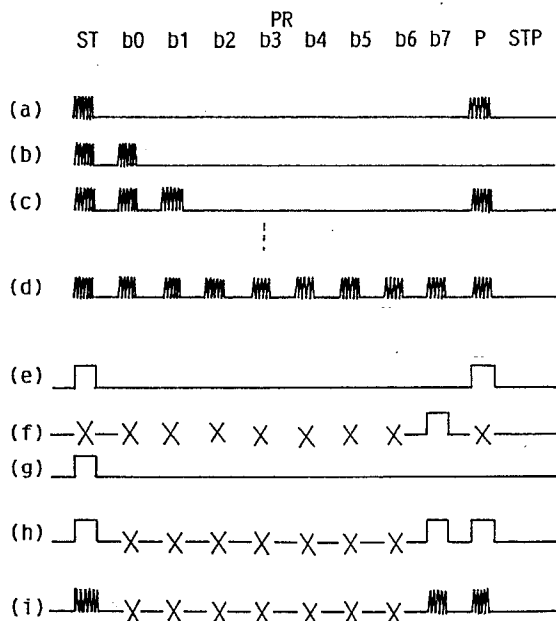 PR
ST b0 b1 b2 b3 b4 b5 b6 b7 P STP
(a)
(b)
(c)
(d)
(e)
(f)
(g)
(h)
(i)